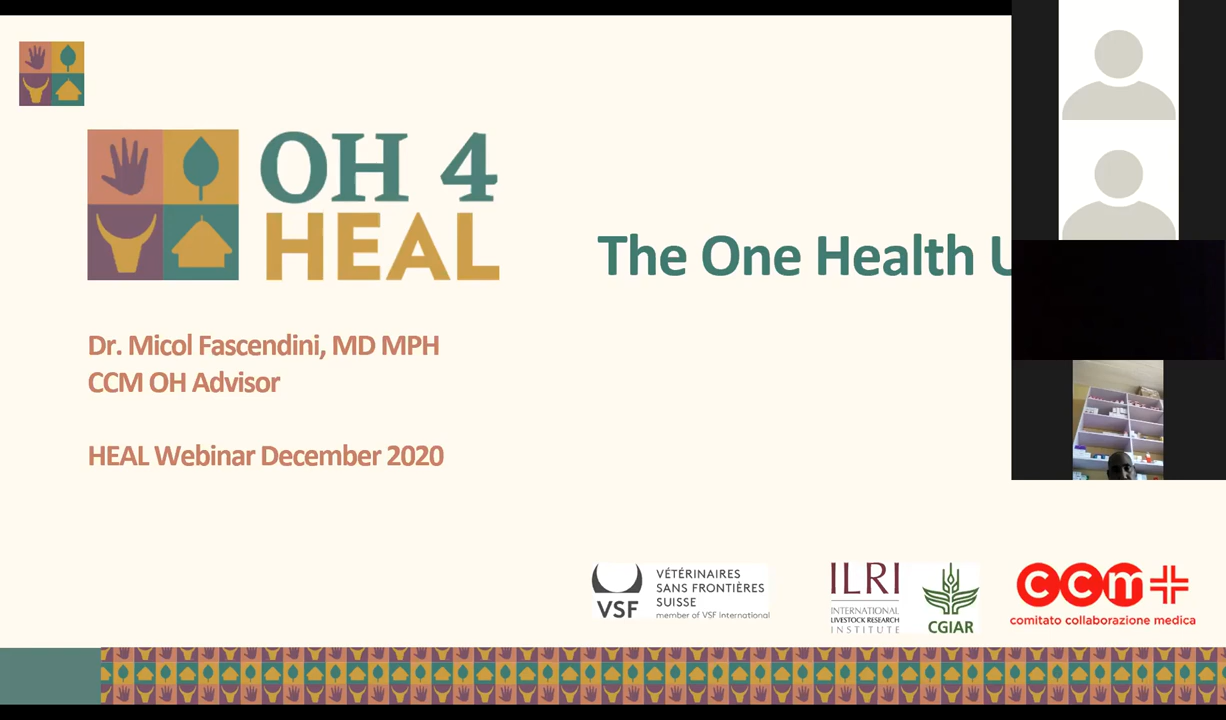 OH 4
HEAL
The One Health
Dr. Micol Fascendini, MD MPH
CCM OH Advisor
HEAL Webinar December 2020
VSF
VÉTÉRINAIRES
SANS FRONTIÈRES
SUISSE
member of VSF International
ILRI
INTERNATIONAL
LIVESTOCK RESEARCH
INSTITUTE
CGIAR
ccm
comitato collaborazione medica